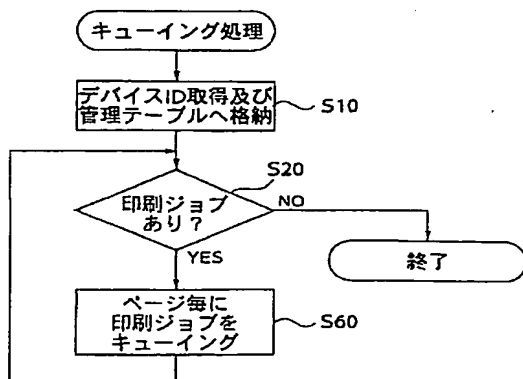 キューイング処理
デバイスID取得及び
管理テーブルへ格納
S10
S20
印刷ジョブ
あり？
NO
YES
終了
ページ毎に
印刷ジョブを
キューイング
S60